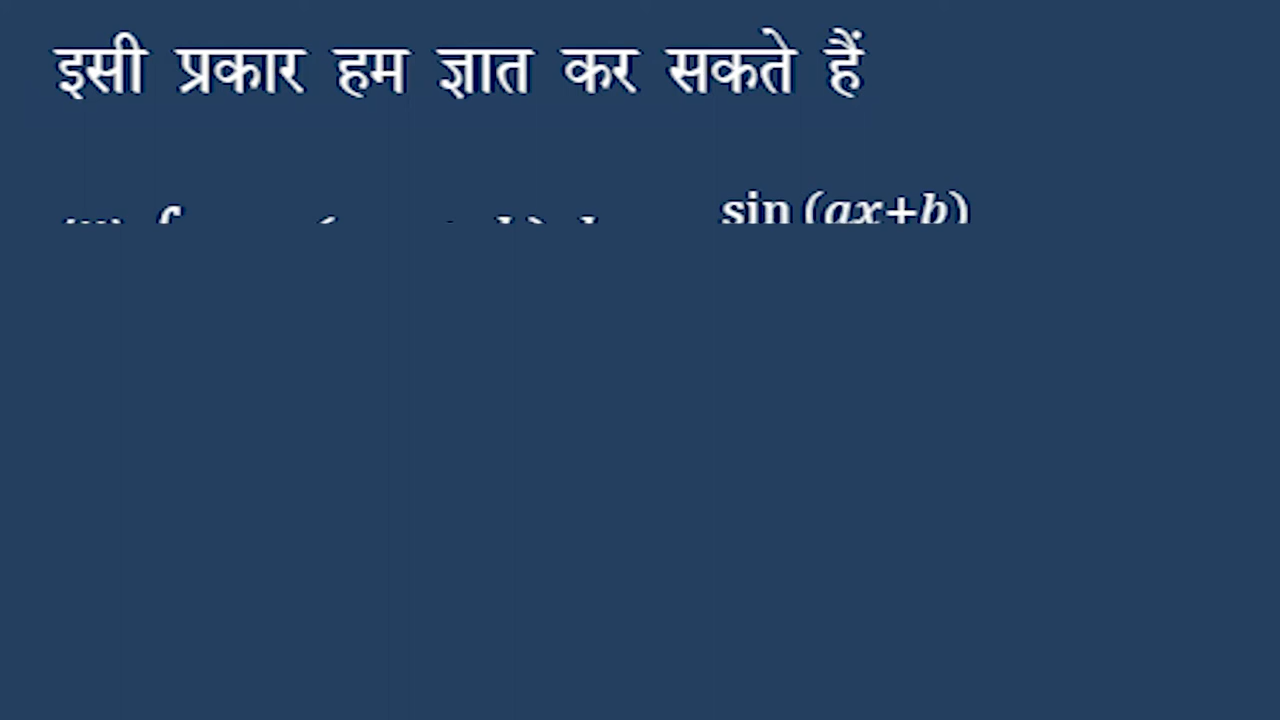 इसी प्रकार हम ज्ञात कर सकते हैं
sin (ax+b)